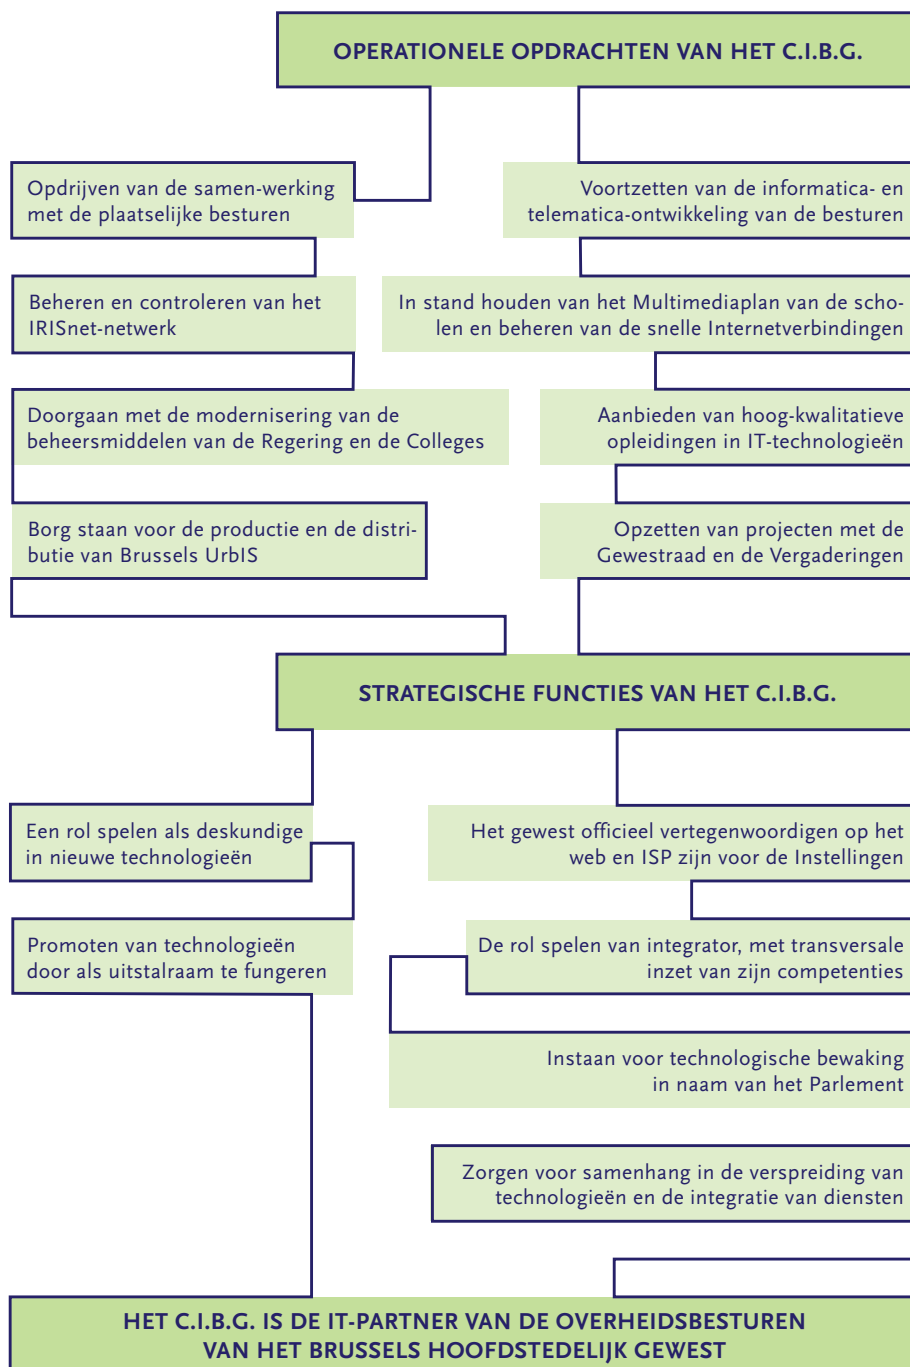 OPERATIONELE OPDRACHTEN VAN HET C.I.B.G.
Opdrijven van de samen-werking
met de plaatselijke besturen
Voortzetten van de informatica- en
telematica-ontwikkeling van de besturen
Beheren en controleren van het
IRISnet-netwerk
In stand houden van het Multimediaplan van de scho-
len en beheren van de snelle Internetverbindingen
Doorgaan met de modernisering van de
beheersmiddelen van de Regering en de Colleges
Aanbieden van hoog-kwalitatieve
opleidingen in IT-technologieën
Borg staan voor de productie en de distri-
butie van Brussels UrbIS
Opzetten van projecten met de
Gewestraad en de Vergaderingen
STRATEGISCHE FUNCTIES VAN HET C.I.B.G.
Een rol spelen als deskundige
in nieuwe technologieën
Het gewest officieel vertegenwoordigen op het
web en ISP zijn voor de Instellingen
Promoten van technologieën
door als uitstalraam te fungeren
De rol spelen van integrator, met transversale
inzet van zijn competenties
Instaan voor technologische bewaking
in naam van het Parlement
Zorgen voor samenhang in de verspreiding van
technologieën en de integratie van diensten
HET C.I.B.G. IS DE IT-PARTNER VAN DE OVERHEIDSBESTUREN
VAN HET BRUSSELS HOOFDSTEDELIJK GEWEST